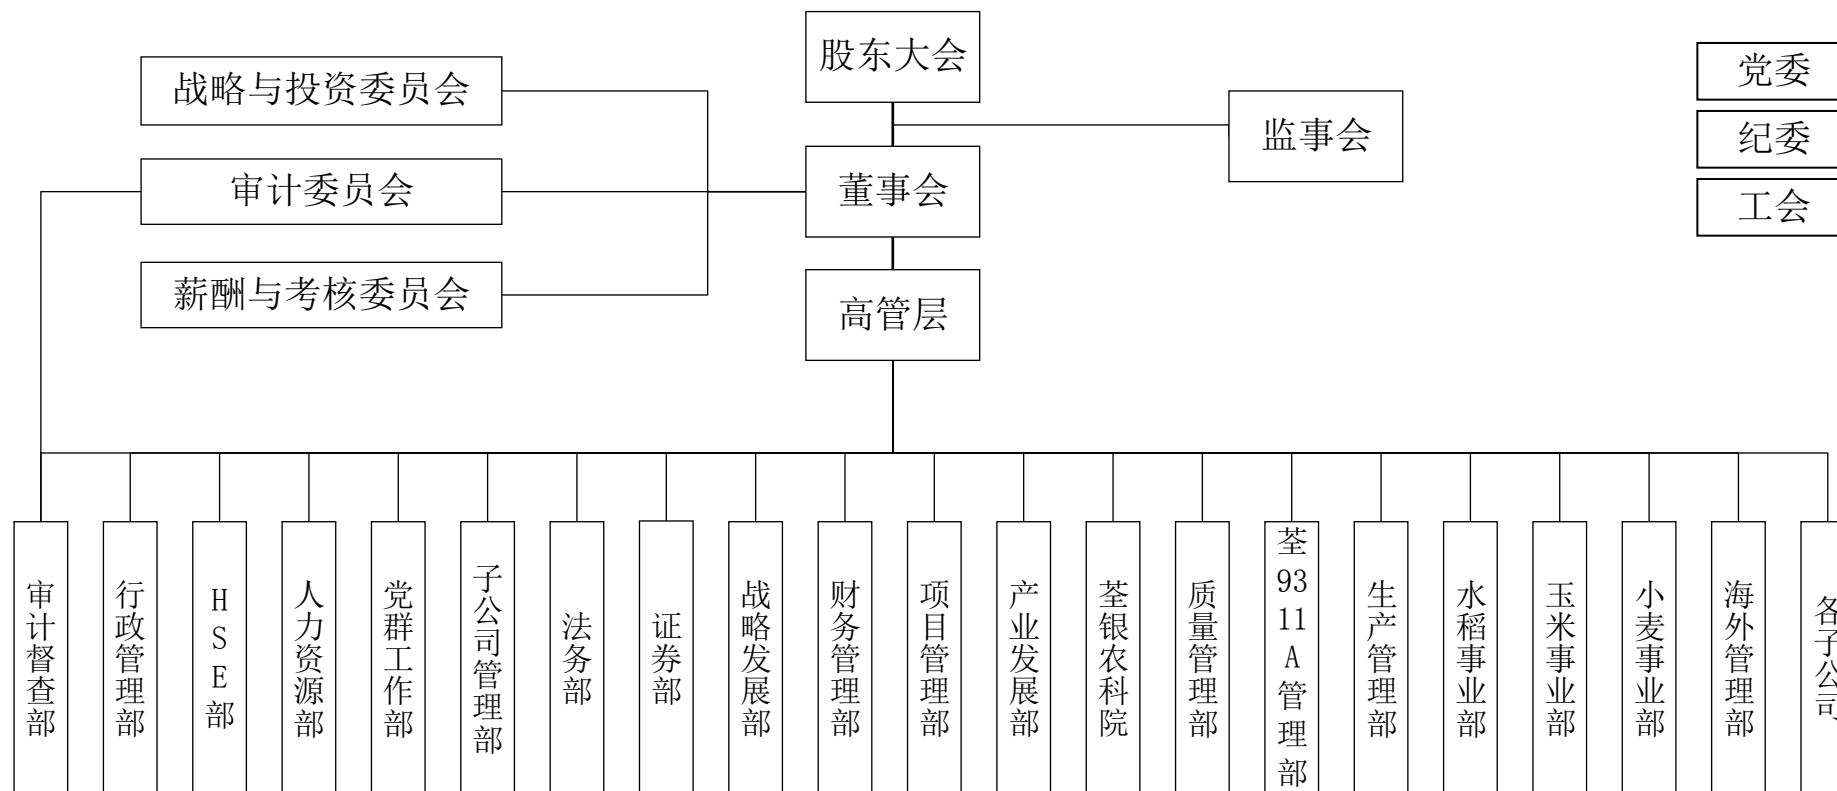 股东大会
战略与投资委员会
党委
监事会
纪委
审计委员会
董事会
工会
薪酬与考核委员会
高管层
审计督查部
行政管理部
HSE部
人力资源部
党群工作部
子公司管理部
法务部
证券部
战略发展部
财务管理部
项目管理部
产业发展部
荃银农科院
质量管理部
荃9311A管理部
生产管理部
水稻事业部
玉米事业部
小麦事业部
海外管理部
各子公司